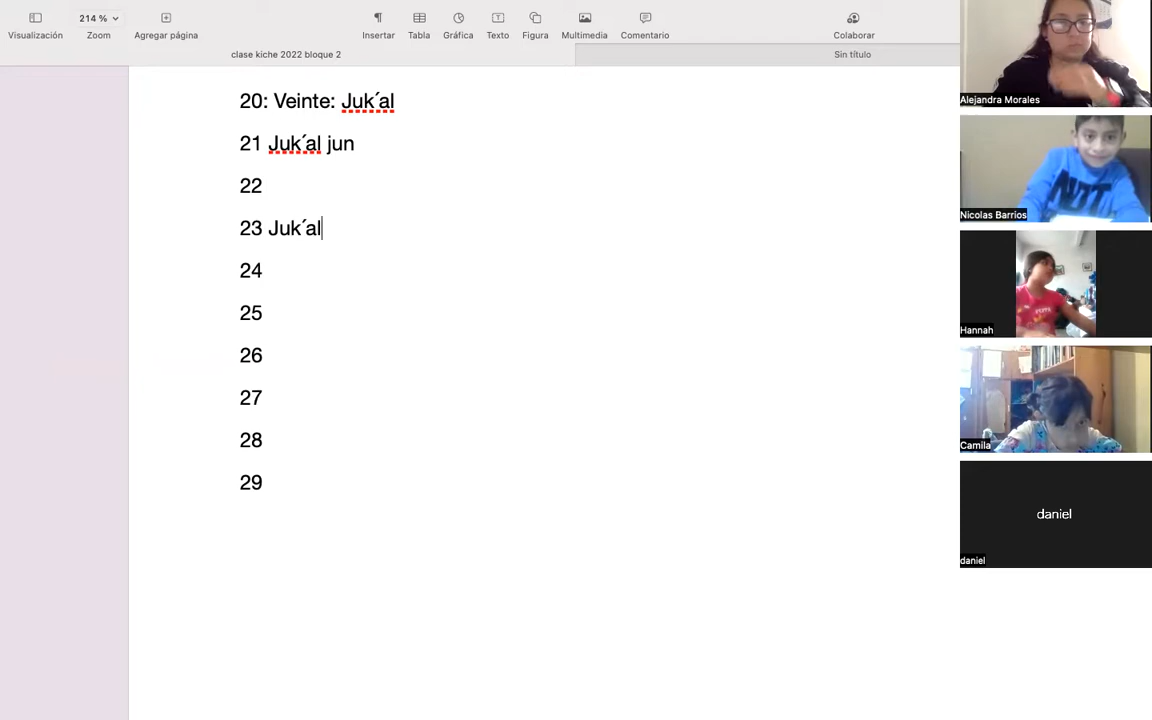 214 %
Visualización Zoom Agregar página Insertar Tabla Gráfica Texto Figura Multimedia Comentario Colaborar
clase kiche 2022 bloque 2 Sin título
20: Veinte: Juk´al
21 Juk´al jun
22
23 Juk´al
24
25
26
27
28
29
Alejandra Morales
Nicolas Barrios
Hannah
Camila
daniel
daniel